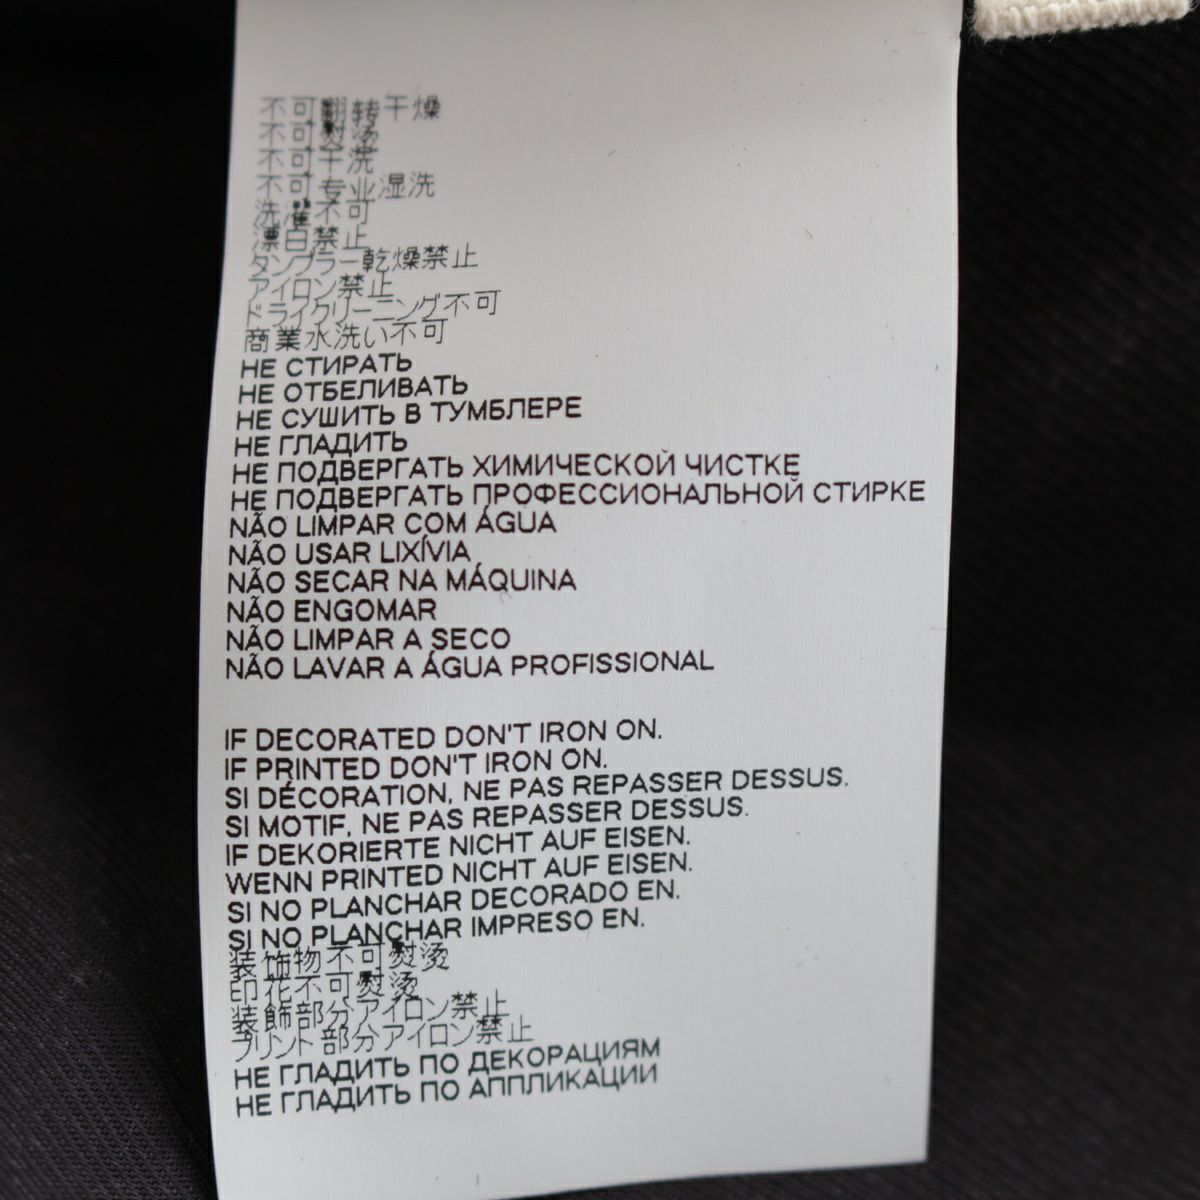 不可翻转干燥
不可熨烫
不可干洗
不可专业湿洗
洗濯不可
漂白禁止
タンブラー乾燥禁止
アイロン禁止
ドライクリーニング不可
商業水洗い不可
НЕ СТИРАТЬ
НЕ ОТБЕЛИВАТЬ
НЕ СУШИТЬ В ТУМБЛЕРЕ
НЕ ГЛАДИТЬ
НЕ ПОДВЕРГАТЬ ХИМИЧЕСКОЙ ЧИСТКЕ
НЕ ПОДВЕРГАТЬ ПРОФЕССИОНАЛЬНОЙ СТИРКЕ
NÃO LIMPAR COM ÁGUA
NÃO USAR LIXÍVIA
NÃO SECAR NA MÁQUINA
NÃO ENGOMAR
NÃO LIMPAR A SECO
NÃO LAVAR A ÁGUA PROFISSIONAL
IF DECORATED DON'T IRON ON.
IF PRINTED DON'T IRON ON.
SI DÉCORATION, NE PAS REPASSER DESSUS.
SI MOTIF, NE PAS REPASSER DESSUS.
IF DEKORIERTE NICHT AUF EISEN.
WENN PRINTED NICHT AUF EISEN.
SI NO PLANCHAR DECORADO EN.
SI NO PLANCHAR IMPRESO EN.
装饰物不可熨烫
印花不可熨烫
装飾部分アイロン禁止
プリント部分アイロン禁止
НЕ ГЛАДИТЬ ПО ДЕКОРАЦИЯМ
НЕ ГЛАДИТЬ ПО АППЛИКАЦИИ